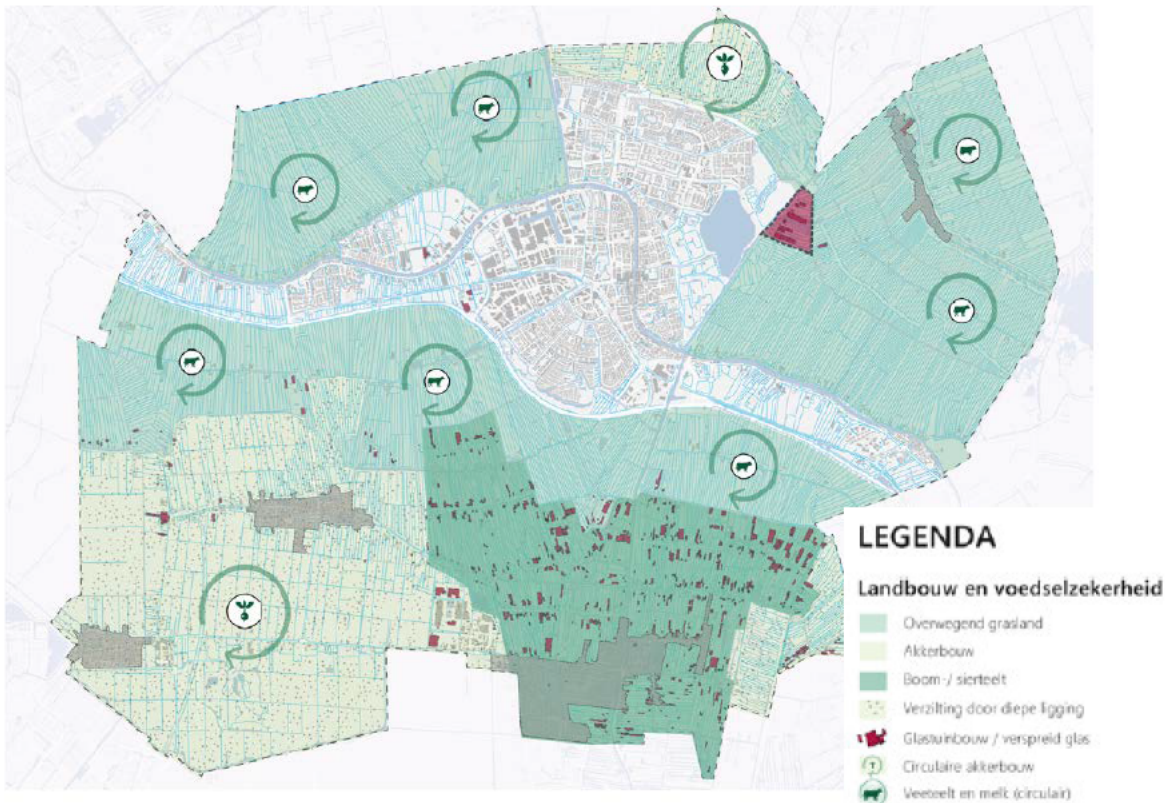 LEGENDA
Landbouw en voedselzekerheid
Overwegend grasland
Akkerbouw
Boom-/ sierteelt
Verzilting door diepe ligging
Glastuinbouw / verspreid glas
Circulaire akkerbouw
Veeteelt en melk (circulair)